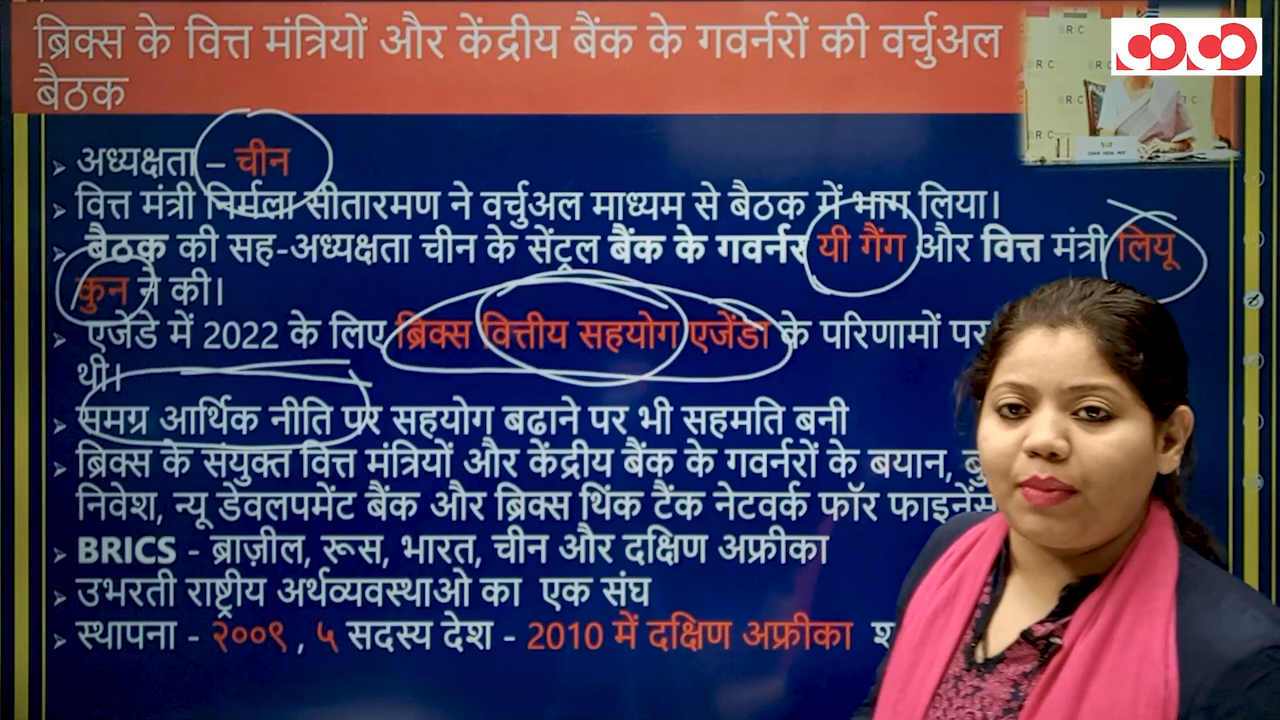 ब्रिक्स के वित्त मंत्रियों और केंद्रीय बैंक के गवर्नरों की वर्चुअल
बैठक
अध्यक्षता – चीन
वित्त मंत्री निर्मला सीतारमण ने वर्चुअल माध्यम से बैठक में भाग लिया।
बैठक की सह-अध्यक्षता चीन के सेंट्रल बैंक के गवर्नर यी गैंग और वित्त मंत्री लियू
कुन ने की।
एजेंडे में 2022 के लिए ब्रिक्स वित्तीय सहयोग एजेंडा के परिणामों पर
थी।
समग्र आर्थिक नीति पर सहयोग बढाने पर भी सहमति बनी
ब्रिक्स के संयुक्त वित्त मंत्रियों और केंद्रीय बैंक के गवर्नरों के बयान,
निवेश, न्यू डेवलपमेंट बैंक और ब्रिक्स थिंक टैंक नेटवर्क फॉर फाइनेंस
BRICS - ब्राज़ील, रूस, भारत, चीन और दक्षिण अफ्रीका
उभरती राष्ट्रीय अर्थव्यवस्थाओ का एक संघ
स्थापना - २००९ , ५ सदस्य देश - 2010 में दक्षिण अफ्रीका